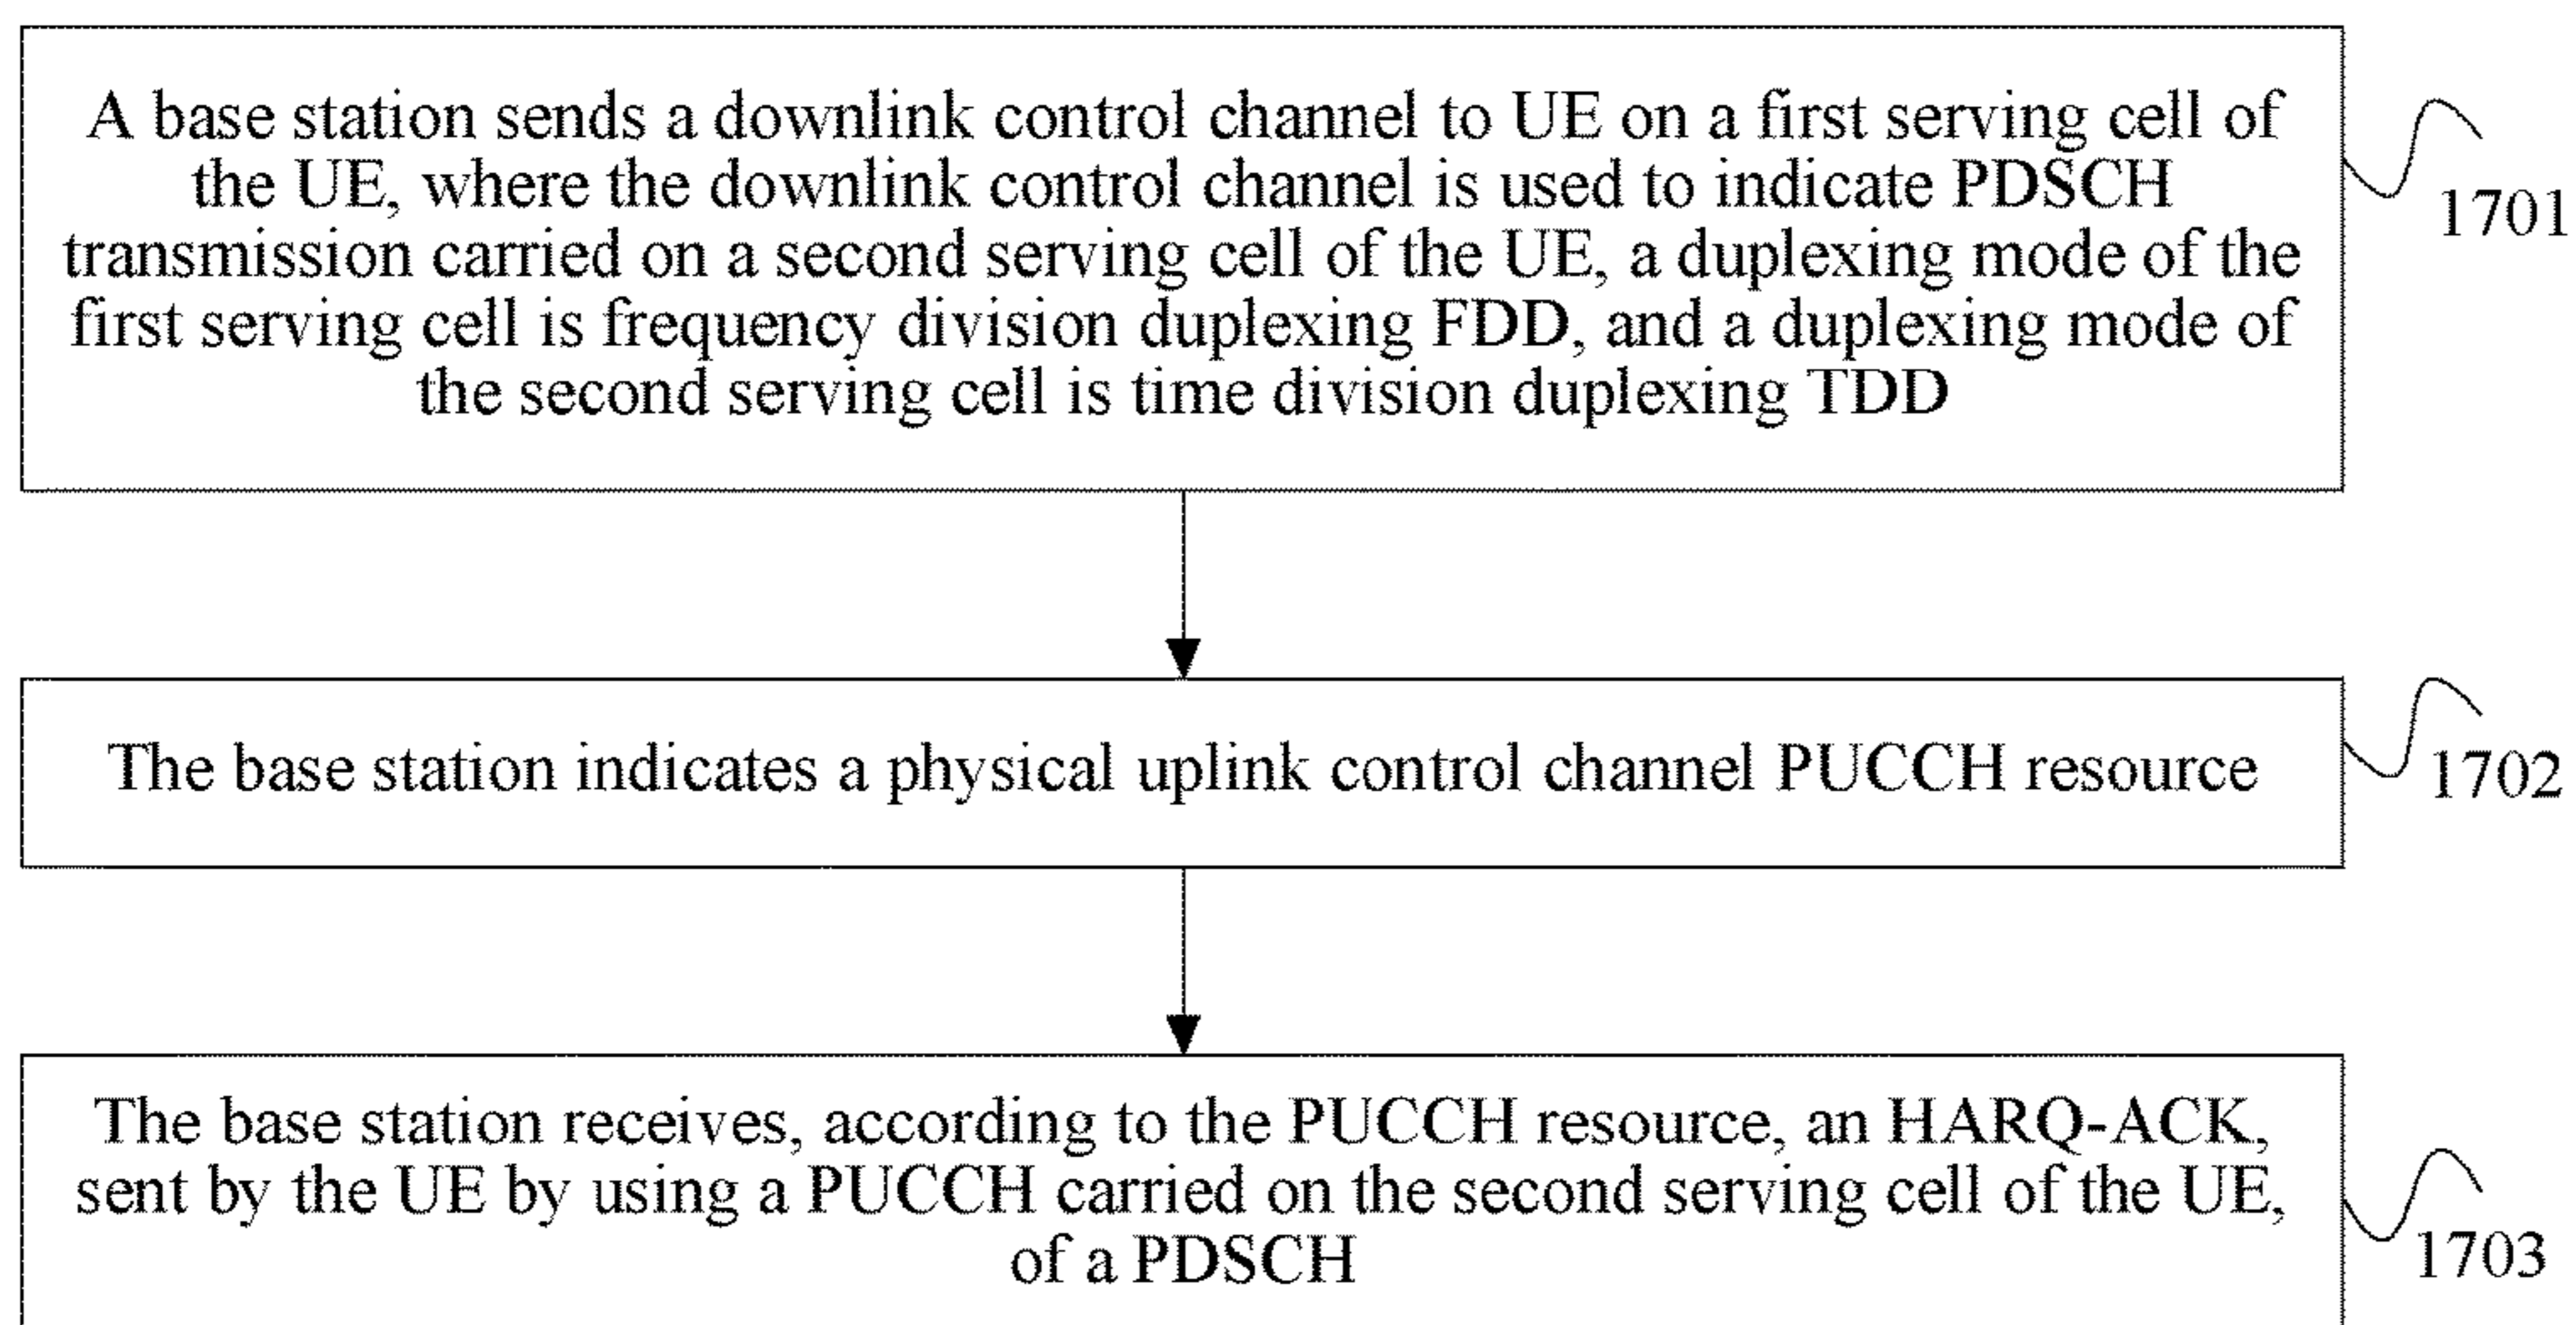 A base station sends a downlink control channel to UE on a first serving cell of
the UE, where the downlink control channel is used to indicate PDSCH
transmission carried on a second serving cell of the UE, a duplexing mode of the
first serving cell is frequency division duplexing FDD, and a duplexing mode of
the second serving cell is time division duplexing TDD
1701
The base station indicates a physical uplink control channel PUCCH resource
1702
The base station receives, according to the PUCCH resource, an HARQ-ACK,
sent by the UE by using a PUCCH carried on the second serving cell of the UE,
of a PDSCH
1703